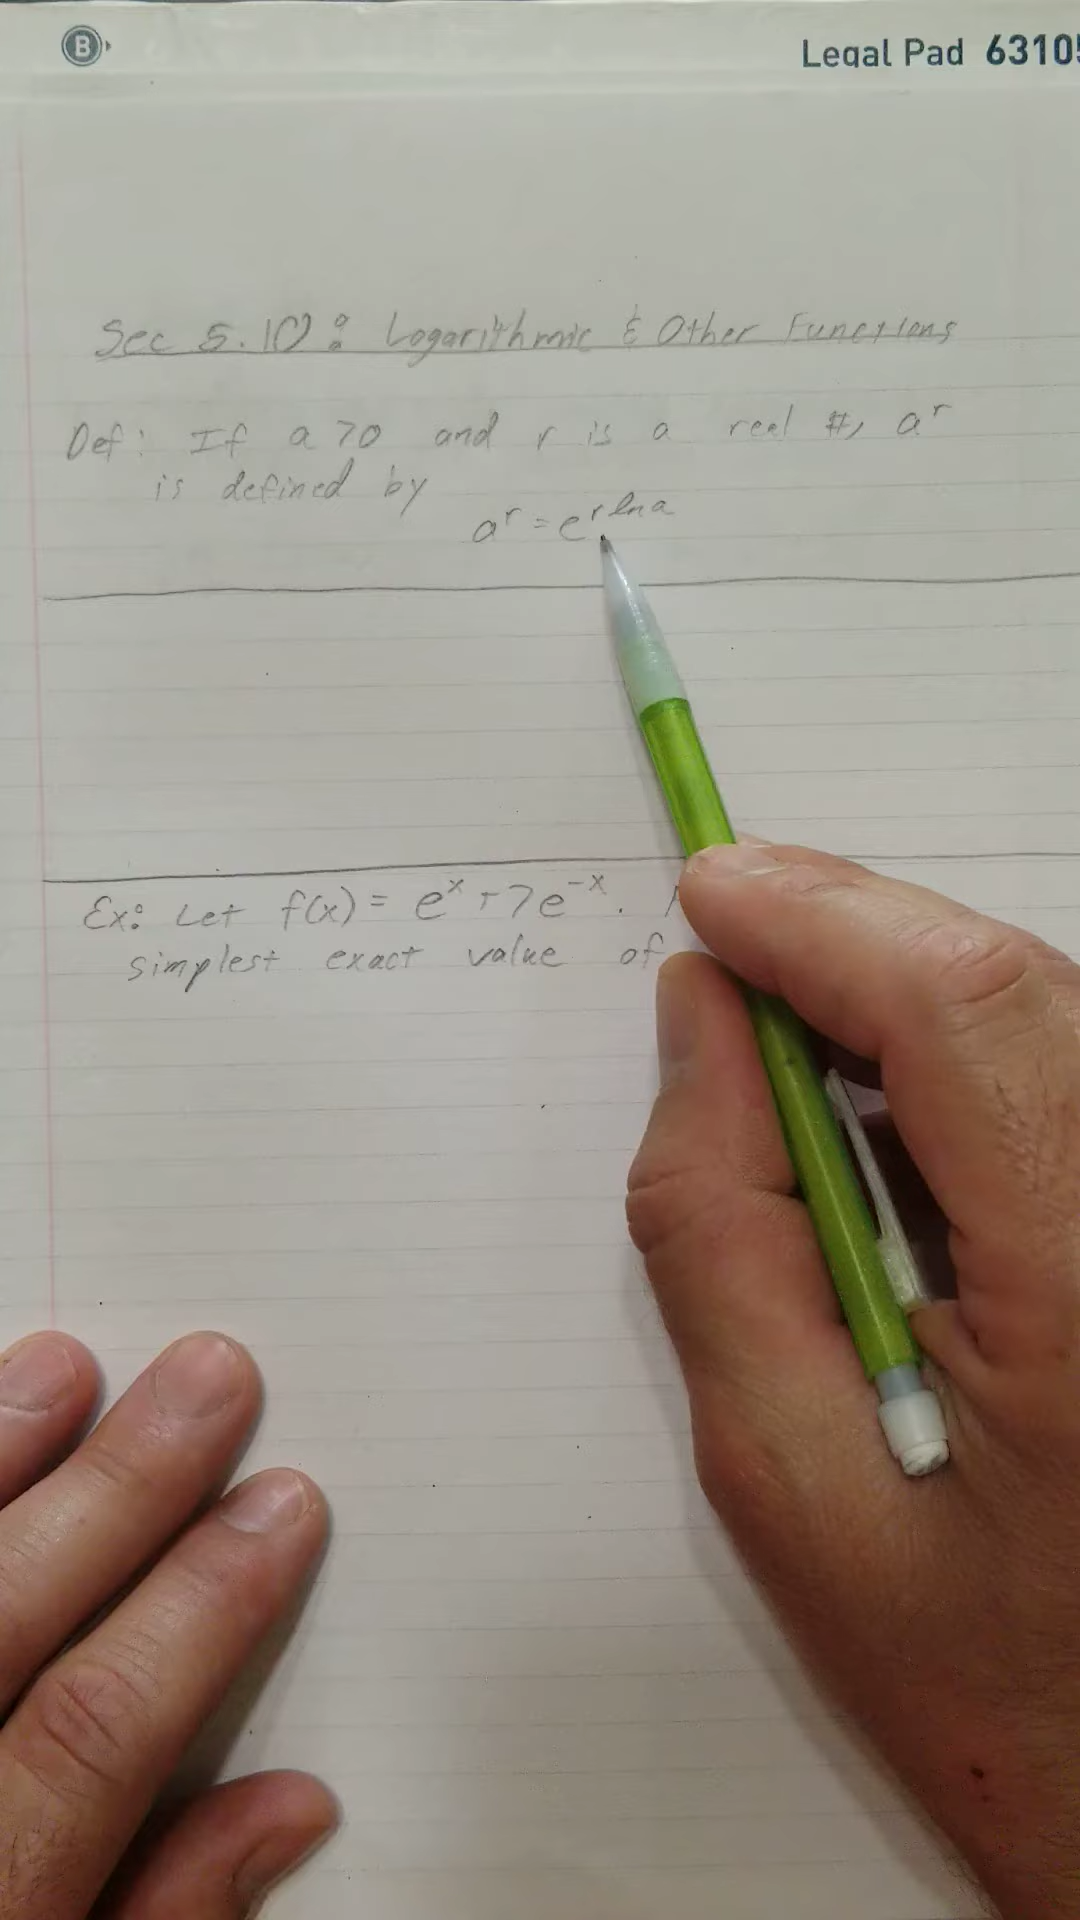 B
Legal Pad 6310
Sec 5.10: Logarithmic & Other Functions
Def: If a>0 and r is a real #, a^r
is defined by
a^r = e^{r ln a}
Ex: Let f(x) = e^x + 7e^{-x}.
simplest exact value of